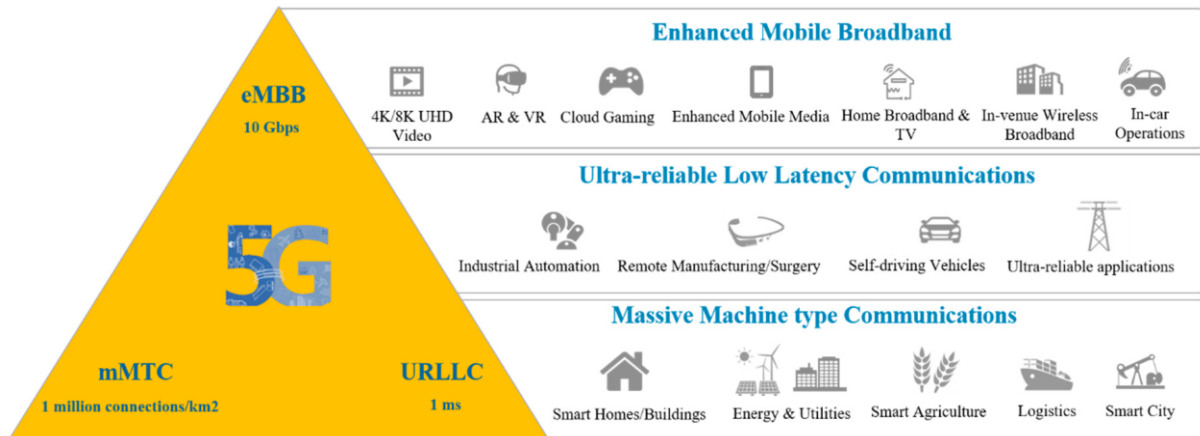 eMBB
10 Gbps
5G
mMTC
1 million connections/km2
URLLC
1 ms
Enhanced Mobile Broadband
4K/8K UHD
Video
AR & VR
Cloud Gaming
Enhanced Mobile Media
Home Broadband &
TV
In-venue Wireless
Broadband
In-car
Operations
Ultra-reliable Low Latency Communications
Industrial Automation
Remote Manufacturing/Surgery
Self-driving Vehicles
Ultra-reliable applications
Massive Machine type Communications
Smart Homes/Buildings
Energy & Utilities
Smart Agriculture
Logistics
Smart City